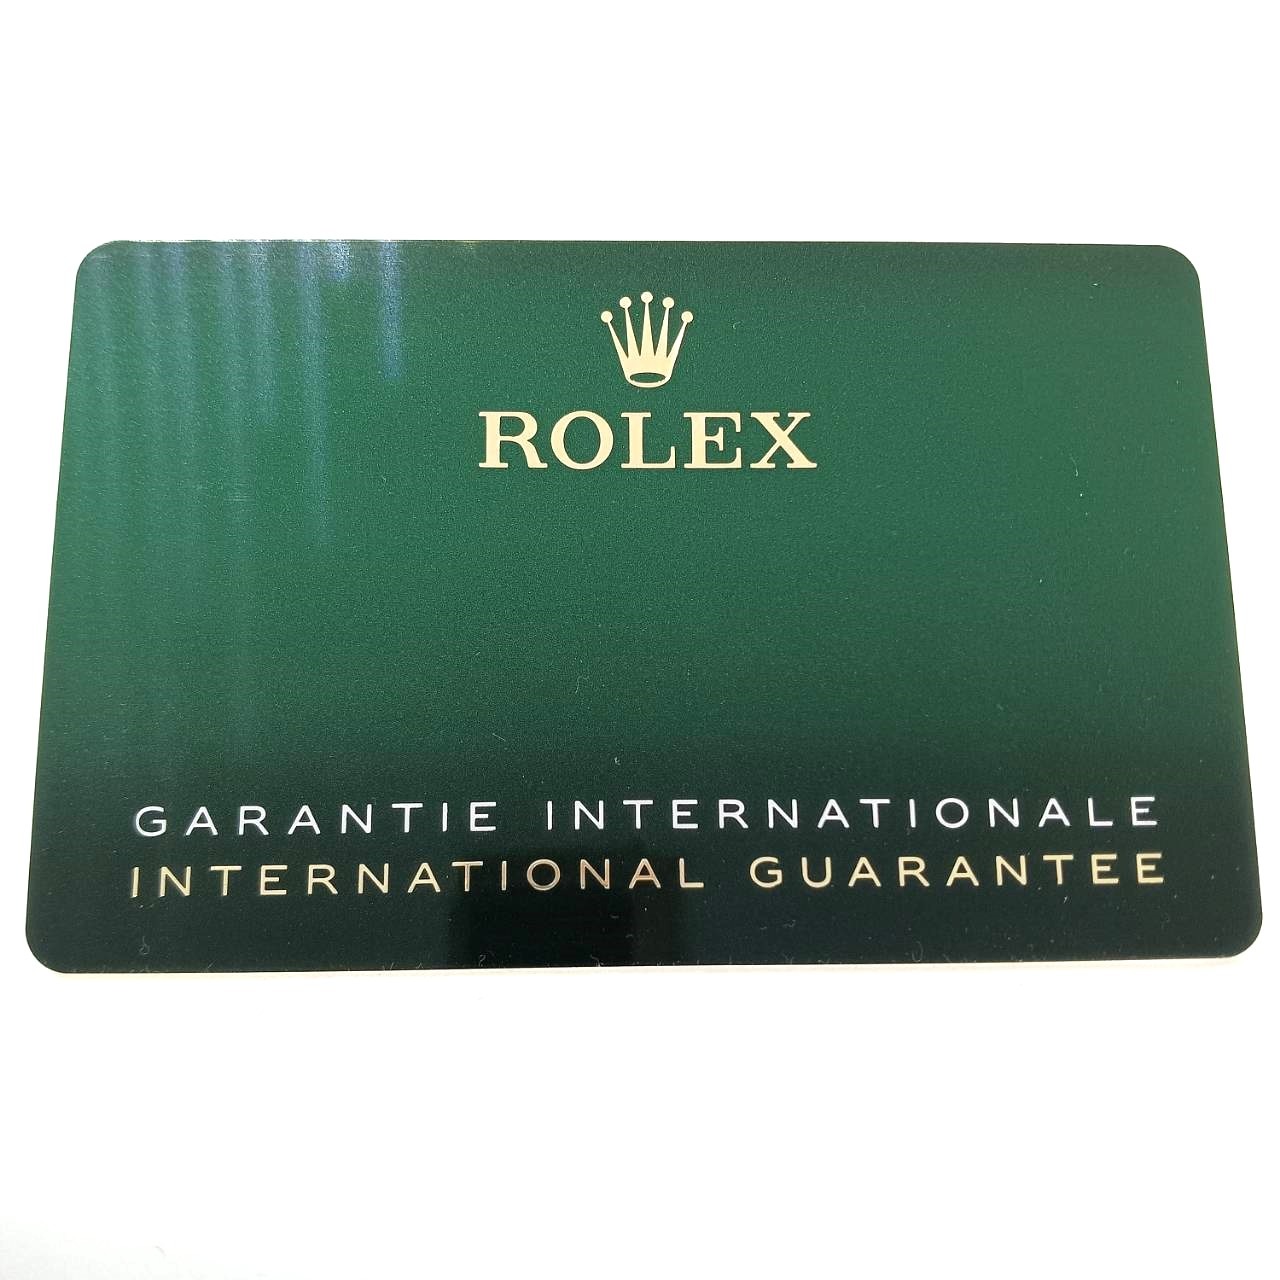 ROLEX
GARANTIE INTERNATIONALE
INTERNATIONAL GUARANTEE